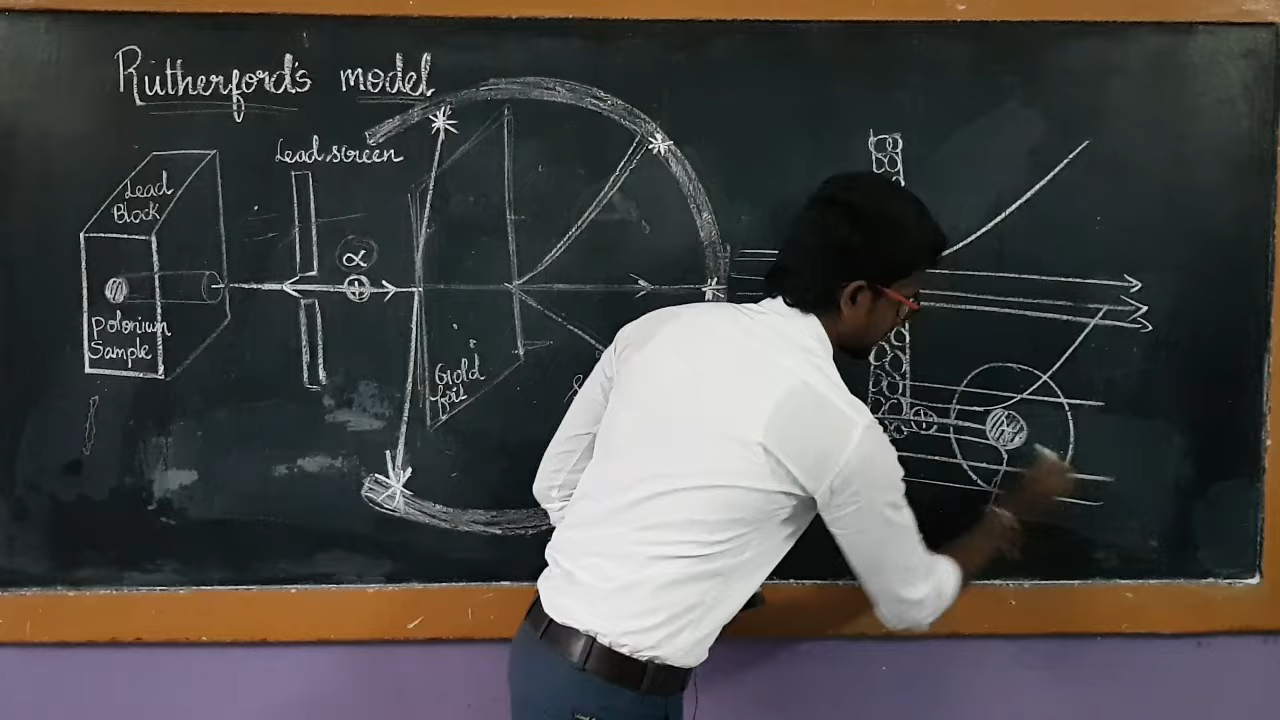 Rutherford's model
Lead screen
Lead
Block
α
+
Polonium
Sample
Gold
foil
+